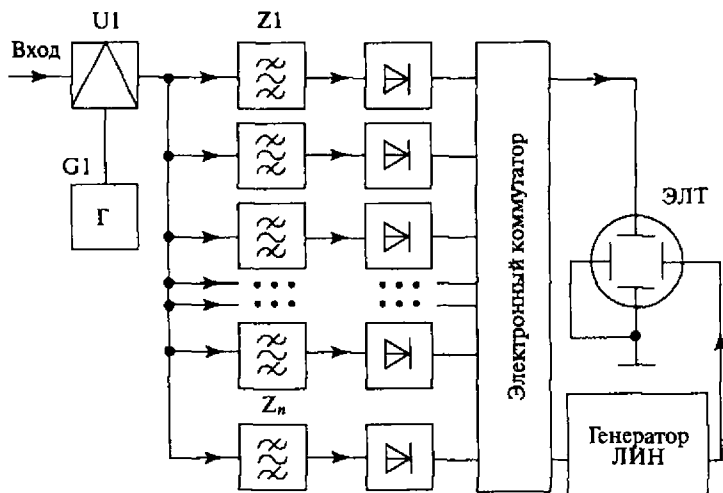 U1
Z1
Вход
G1
Г
ЭЛТ
Электронный коммутатор
Zn
Генератор
ЛИН